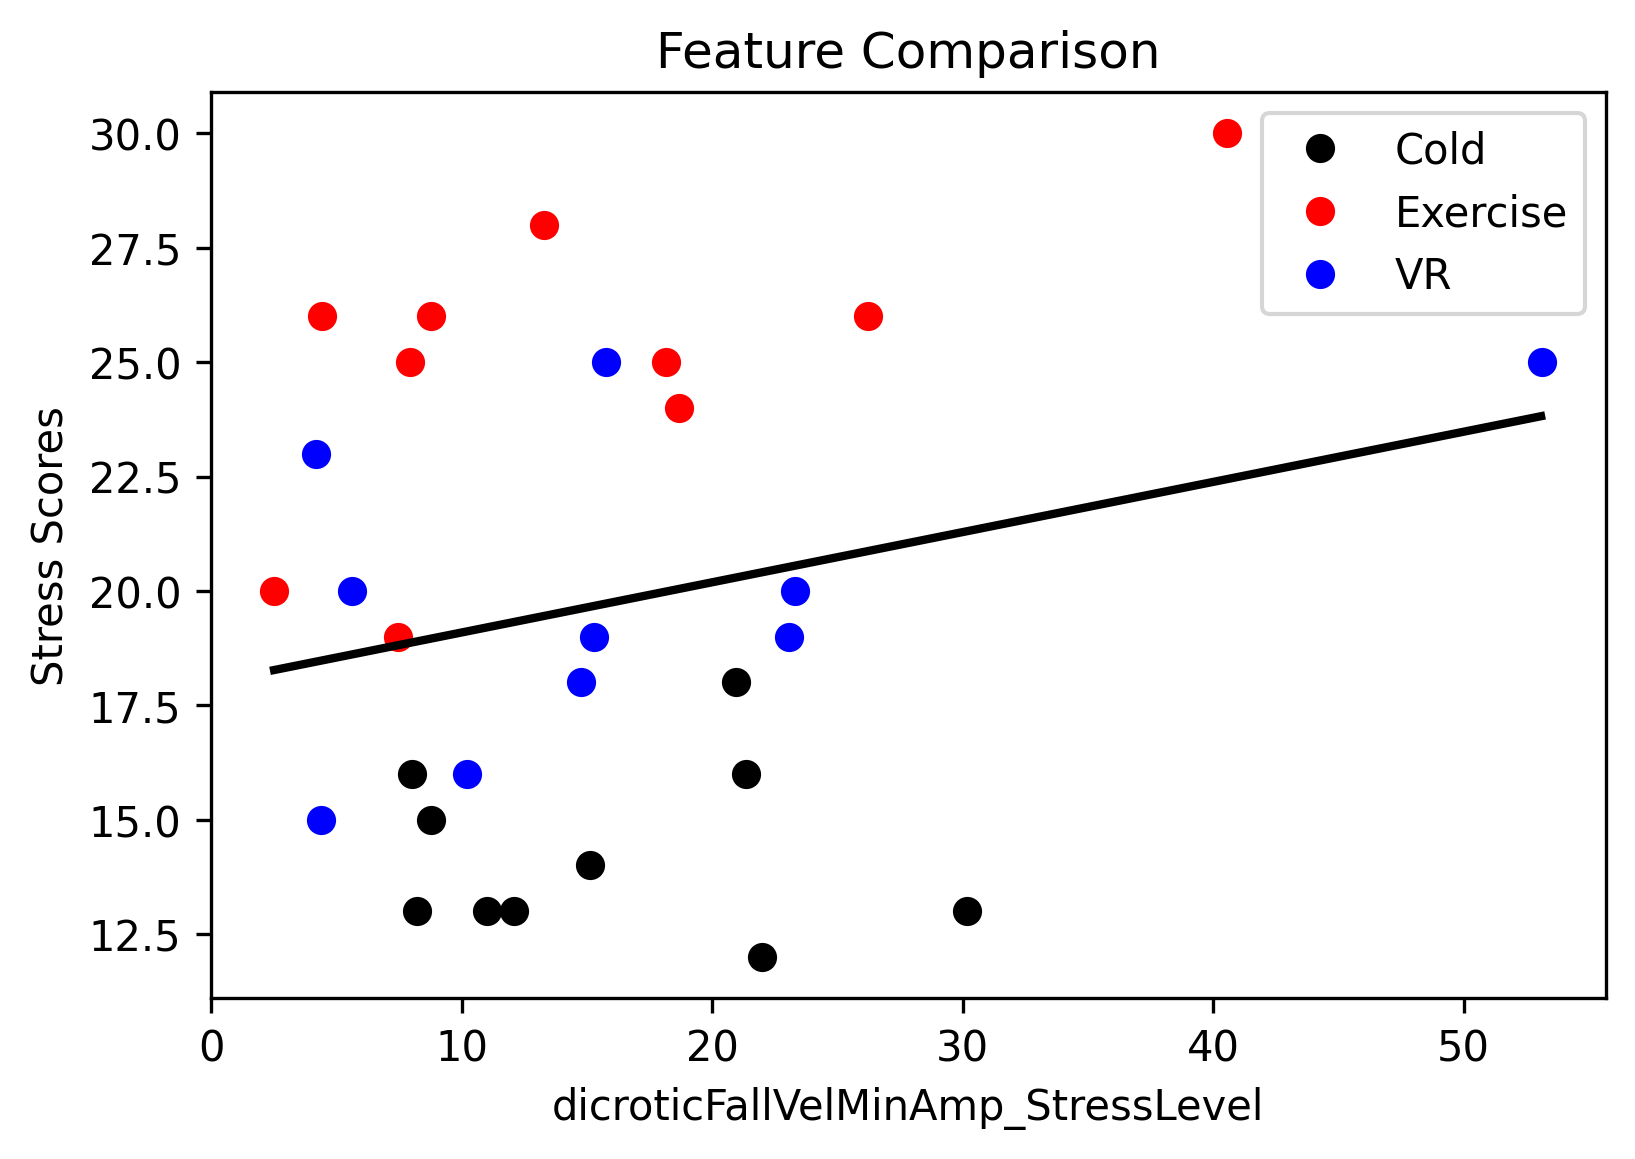 Feature Comparison
30.0
27.5
25.0
22.5
20.0
17.5
15.0
12.5
Stress Scores
Cold
Exercise
VR
0 10 20 30 40 50
dicroticFallVelMinAmp_StressLevel